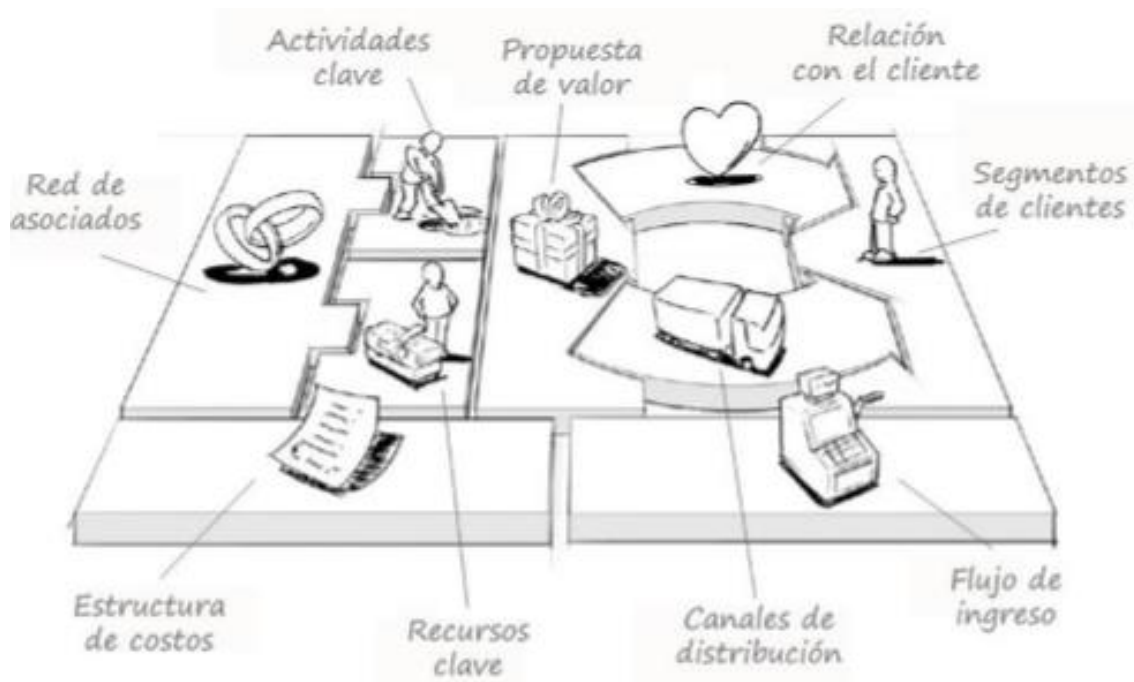 Actividades
clave
Propuesta
de valor
Relación
con el cliente
Red de
asociados
Segmentos
de clientes
Estructura
de costos
Recursos
clave
Canales de
distribución
Flujo de
ingreso